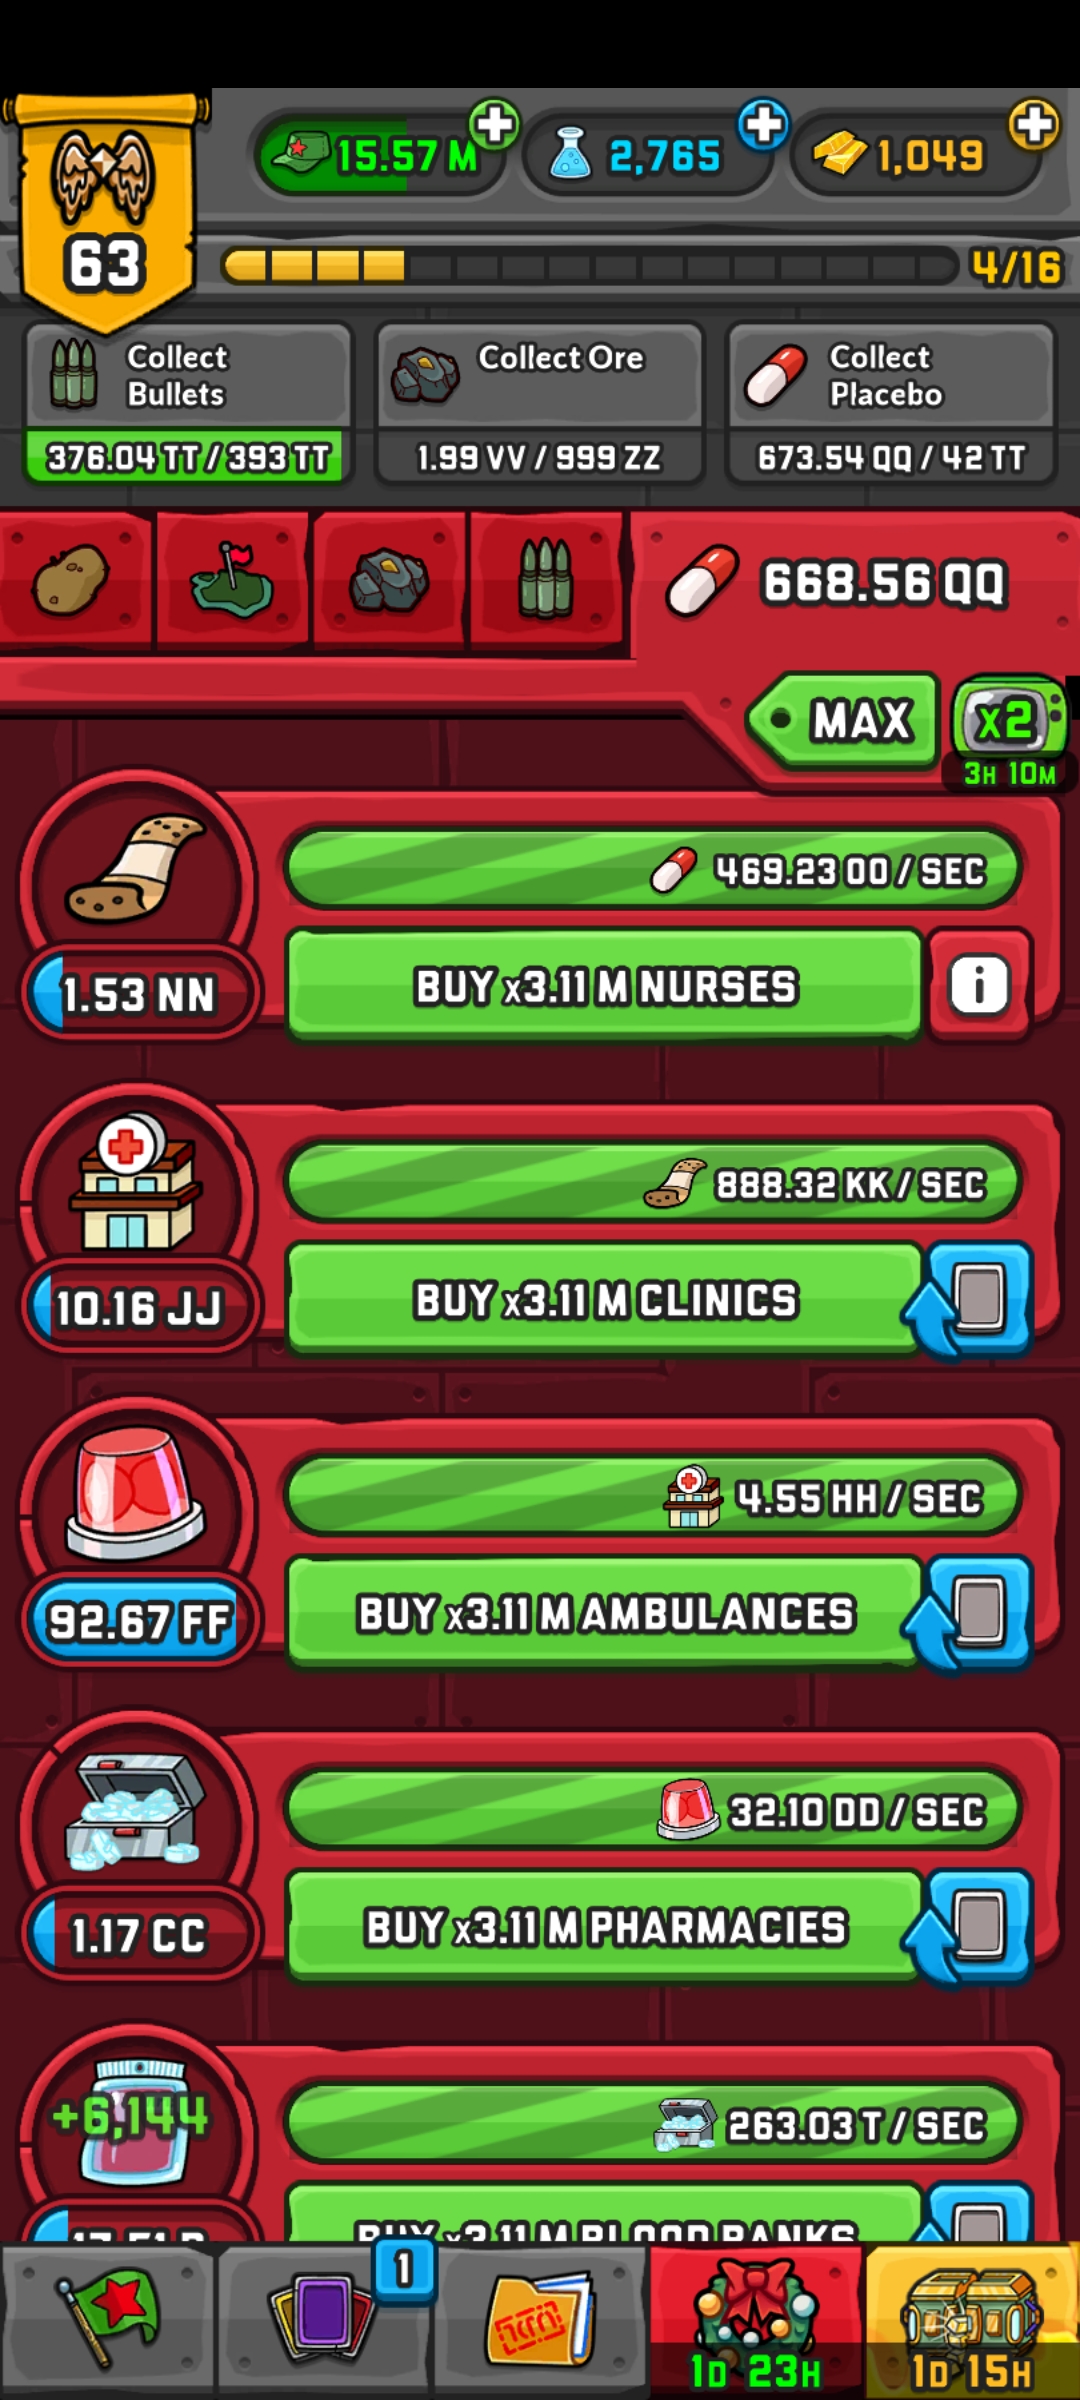 15.57 M
2,765
1,049
63
4/16
Collect
Bullets
376.04 TT / 393 TT
Collect Ore
1.99 VV / 999 ZZ
Collect
Placebo
673.54 QQ / 42 TT
668.56 QQ
MAX
x2
3H 10M
469.23 OO / SEC
1.53 NN
BUY x3.11 M NURSES
i
888.32 KK / SEC
10.16 JJ
BUY x3.11 M CLINICS
4.55 HH / SEC
92.67 FF
BUY x3.11 M AMBULANCES
32.10 DD / SEC
1.17 CC
BUY x3.11 M PHARMACIES
+6,144
263.03 T / SEC
BUY x3.11 M BLOOD BANKS
1
1D 23H
1D 15H